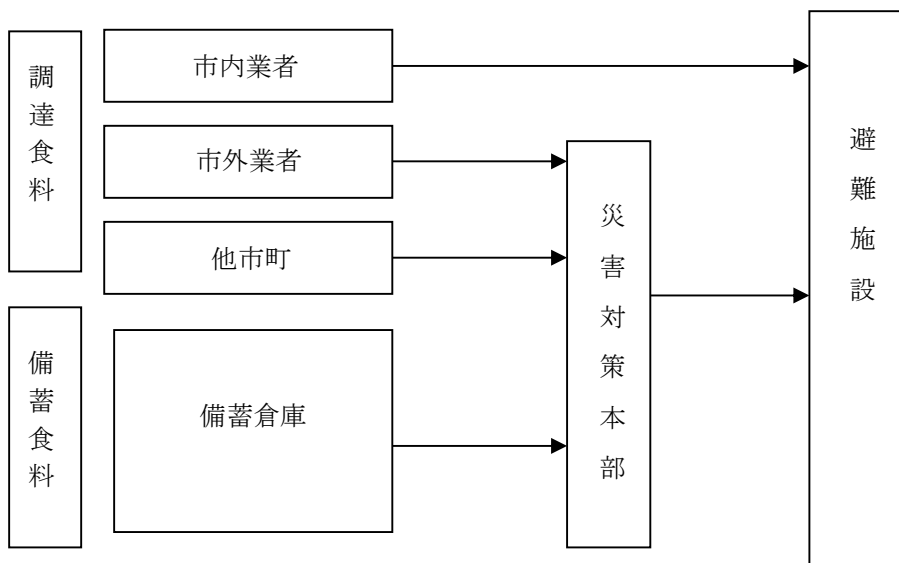 調達食料
市内業者
市外業者
他市町
備蓄食料
備蓄倉庫
災害対策本部
避難施設